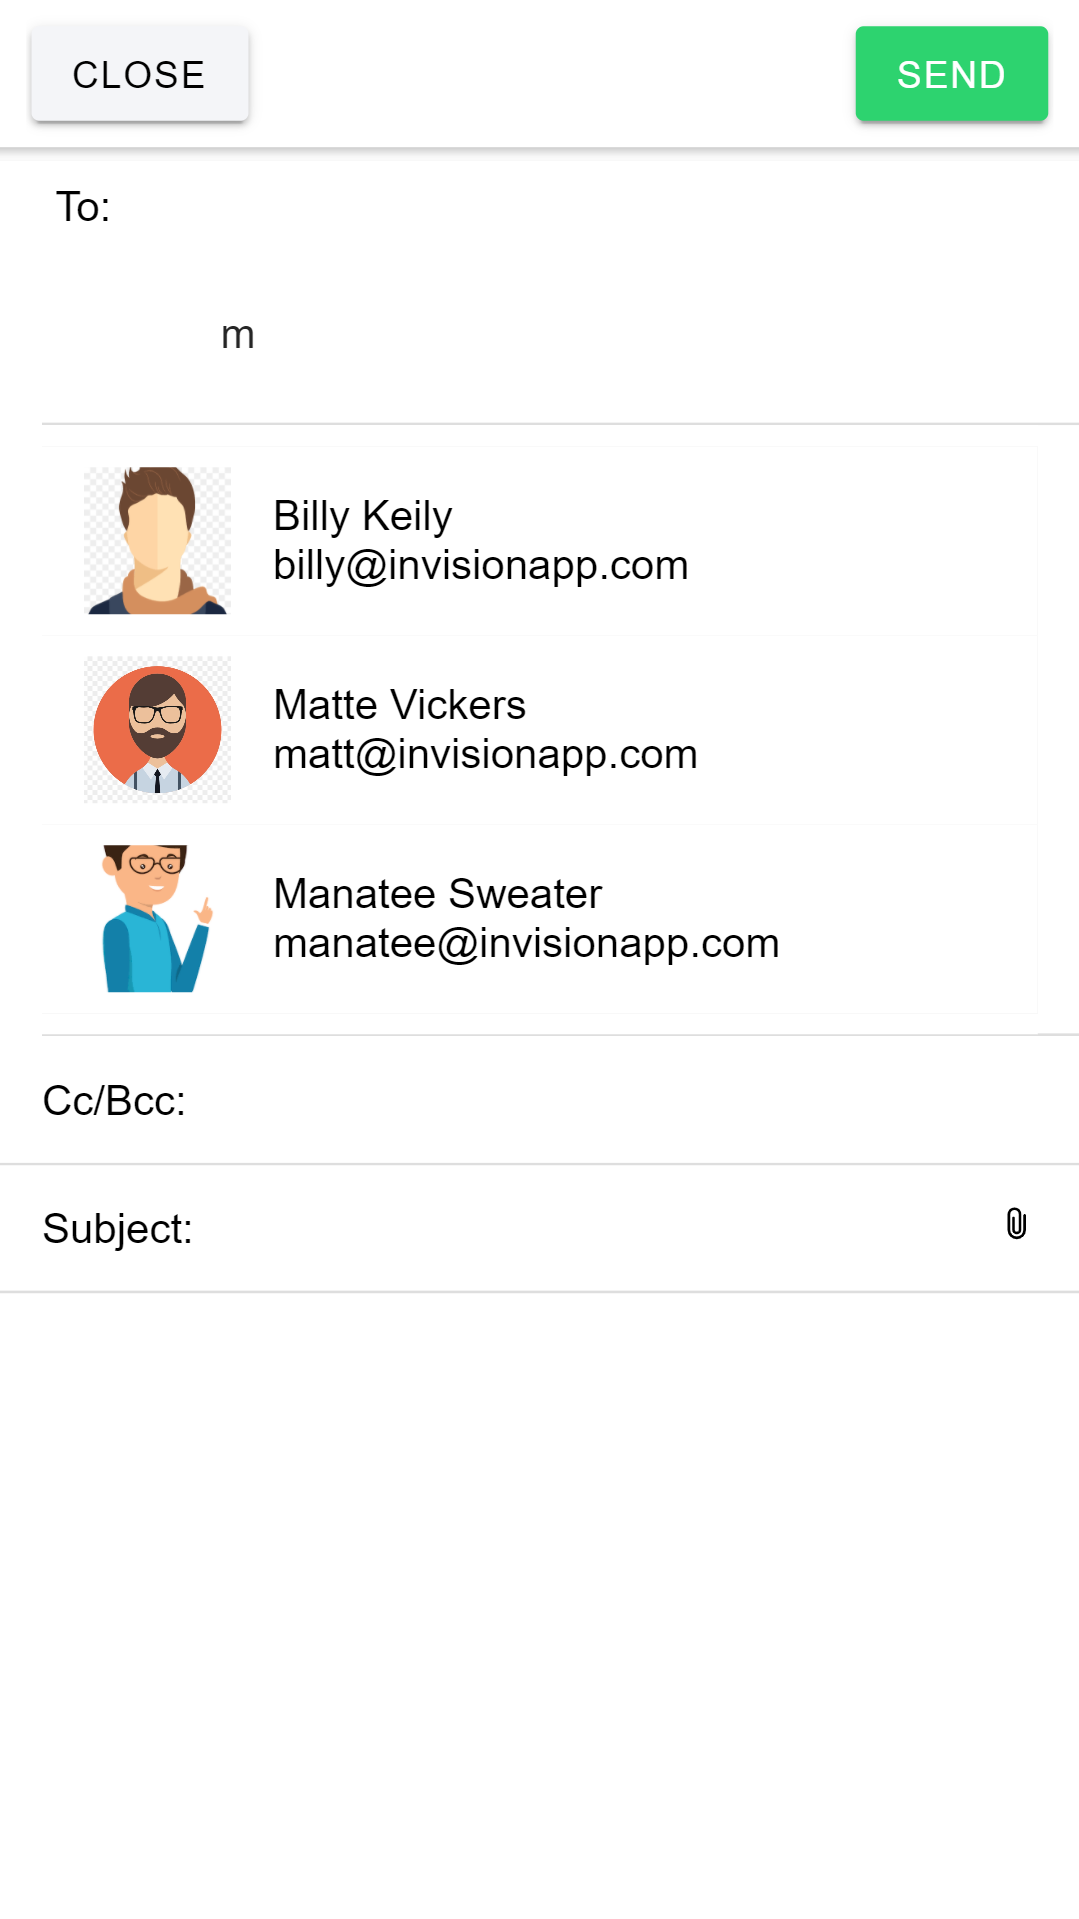 CLOSE
SEND
To:
m
Billy Keily
billy@invisionapp.com
Matte Vickers
matt@invisionapp.com
Manatee Sweater
manatee@invisionapp.com
Cc/Bcc:
Subject: